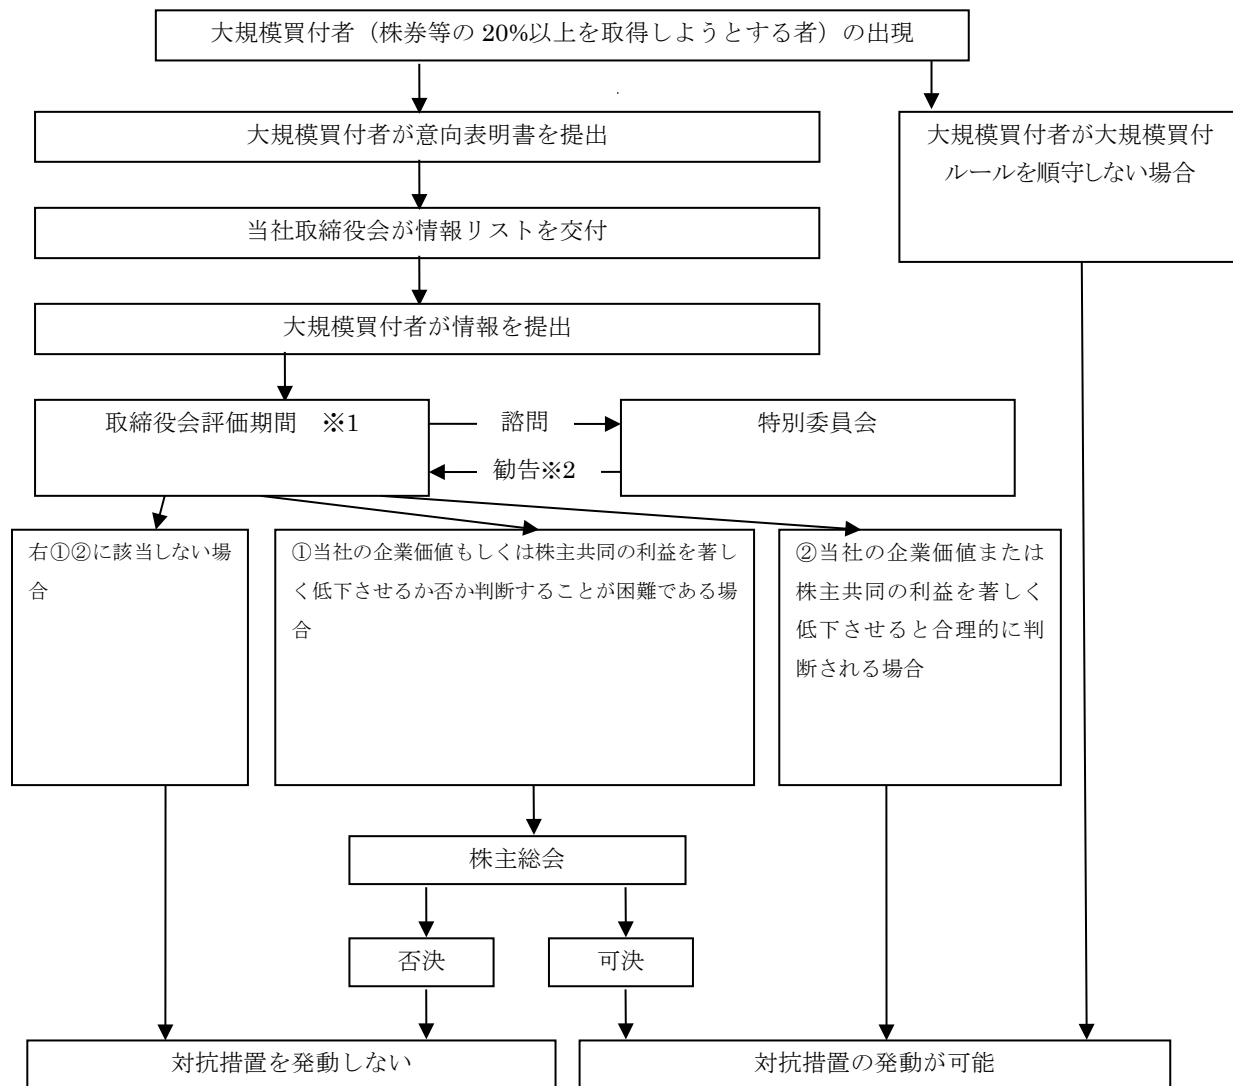 大規模買付者（株券等の 20%以上を取得しようとする者）の出現
大規模買付者が意向表明書を提出
大規模買付者が大規模買付
ルールを順守しない場合
当社取締役会が情報リストを交付
大規模買付者が情報を提出
取締役会評価期間　※1
諮問
特別委員会
勧告※2
右①②に該当しない場
合
①当社の企業価値もしくは株主共同の利益を著し
く低下させるか否か判断することが困難である場
合
②当社の企業価値または
株主共同の利益を著しく
低下させると合理的に判
断される場合
株主総会
否決
可決
対抗措置を発動しない
対抗措置の発動が可能